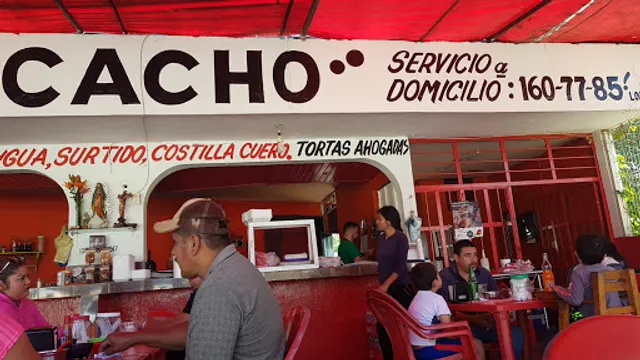 CACHO
SERVICIO a
DOMICILIO: 160-77-85
NGUA, SURTIDO, COSTILLA CUERO. TORTAS AHOGADAS